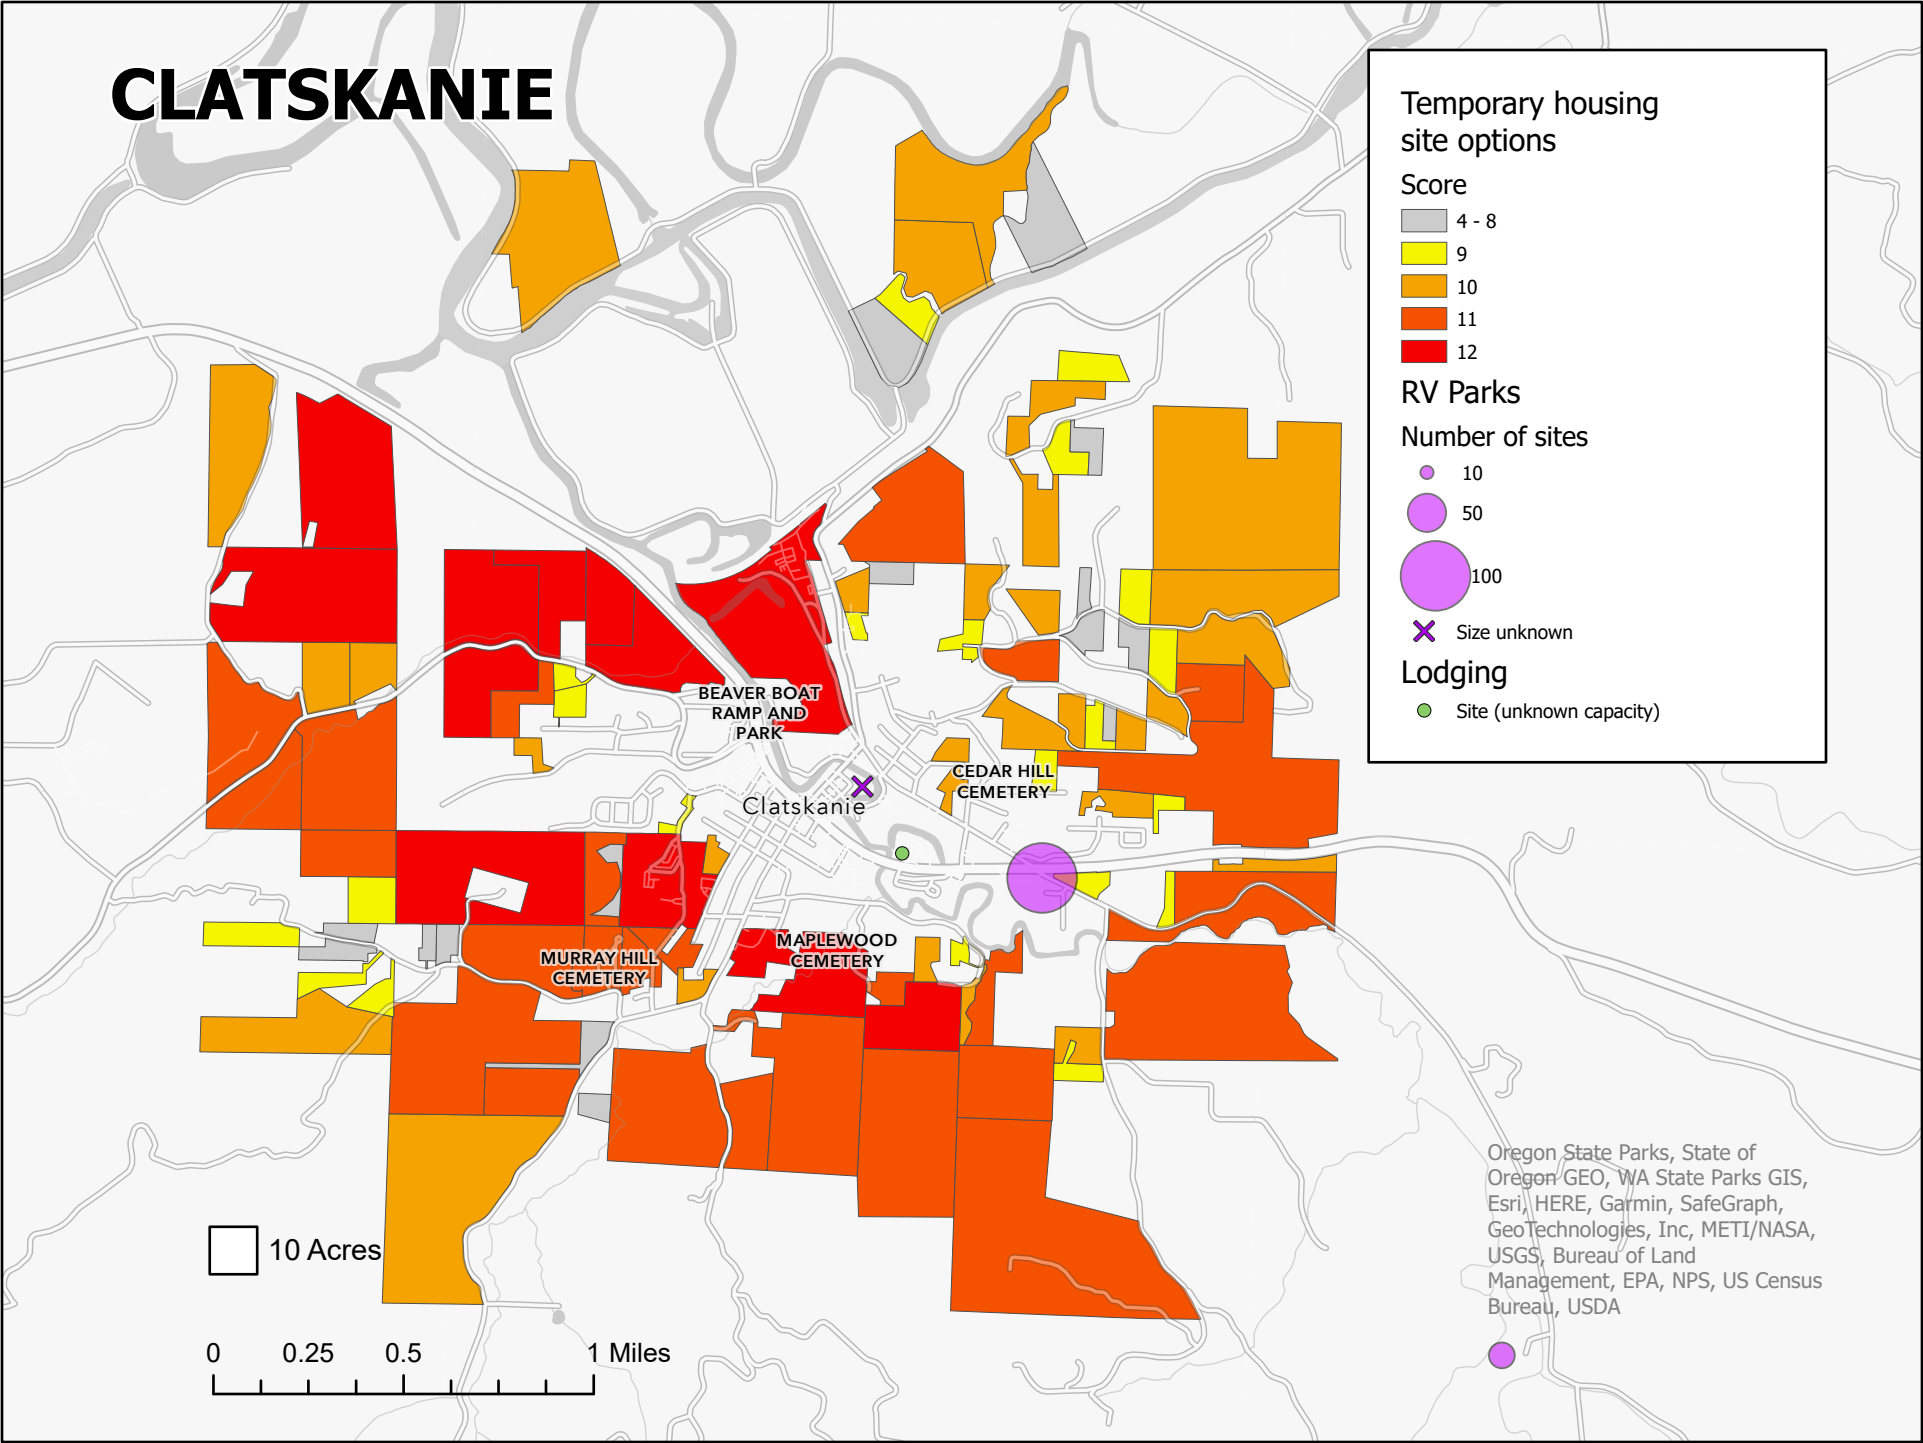 CLATSKANIE
Temporary housing
site options
Score
4 - 8
9
10
11
12
RV Parks
Number of sites
10
50
100
Size unknown
Lodging
Site (unknown capacity)
BEAVER BOAT
RAMP AND
PARK
CEDAR HILL
CEMETERY
Clatskanie
MAPLEWOOD
CEMETERY
MURRAY HILL
CEMETERY
10 Acres
0 0.25 0.5 1 Miles
Oregon State Parks, State of
Oregon GEO, WA State Parks GIS,
Esri, HERE, Garmin, SafeGraph,
GeoTechnologies, Inc, METI/NASA,
USGS, Bureau of Land
Management, EPA, NPS, US Census
Bureau, USDA